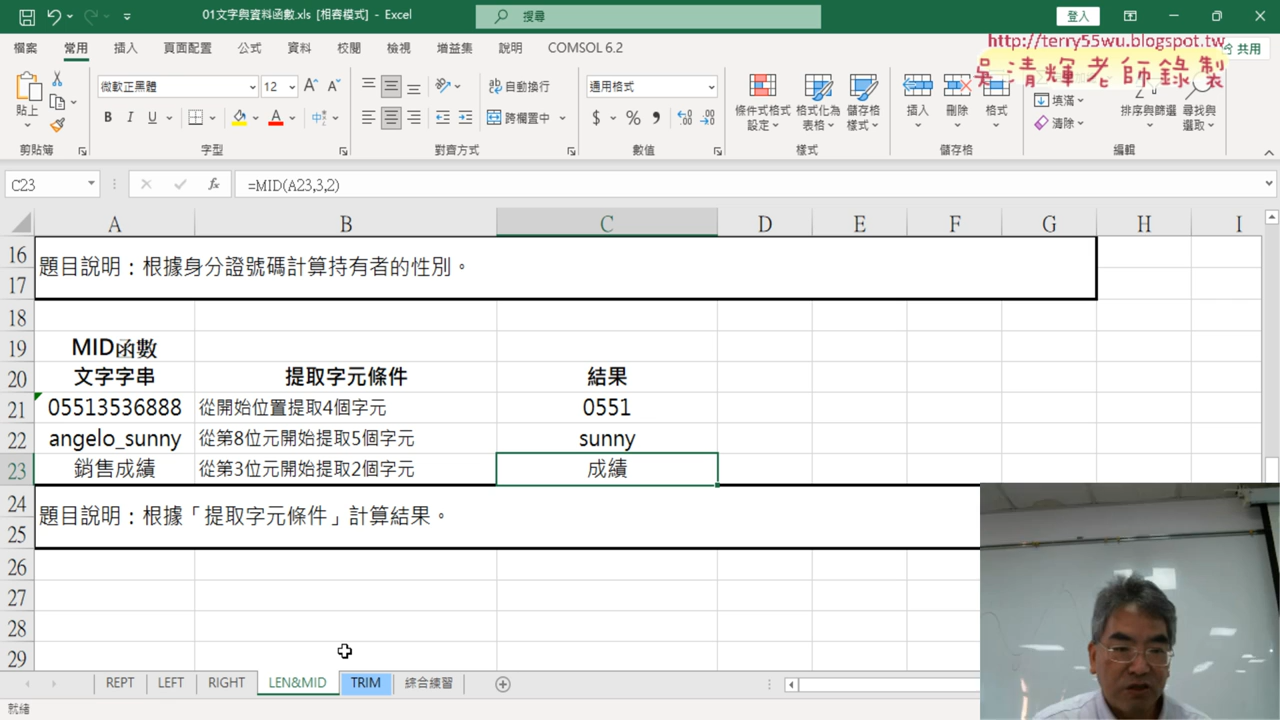 01文字與資料函數.xls [相容模式] - Excel
搜尋
登入
檔案 常用 插入 頁面配置 公式 資料 校閱 檢視 增益集 說明 COMSOL 6.2
http://terry55wu.blogspot.tw
共用
吳清輝老師錄製
貼上
微軟正黑體 12
自動換行
跨欄置中
通用格式
條件式格式設定
格式化為表格
儲存格樣式
插入
刪除
格式
填滿
清除
排序與篩選
尋找與選取
剪貼簿 字型 對齊方式 數值 樣式 儲存格 編輯
C23 fx =MID(A23,3,2)
A B C D E F G H I
16 題目說明：根據身分證號碼計算持有者的性別。
17
18
19 MID函數
20 文字字串 提取字元條件 結果
21 05513536888 從開始位置提取4個字元 0551
22 angelo_sunny 從第8位元開始提取5個字元 sunny
23 銷售成績 從第3位元開始提取2個字元 成績
24 題目說明：根據「提取字元條件」計算結果。
25
26
27
28
29
REPT LEFT RIGHT LEN&MID TRIM 綜合練習
就緒